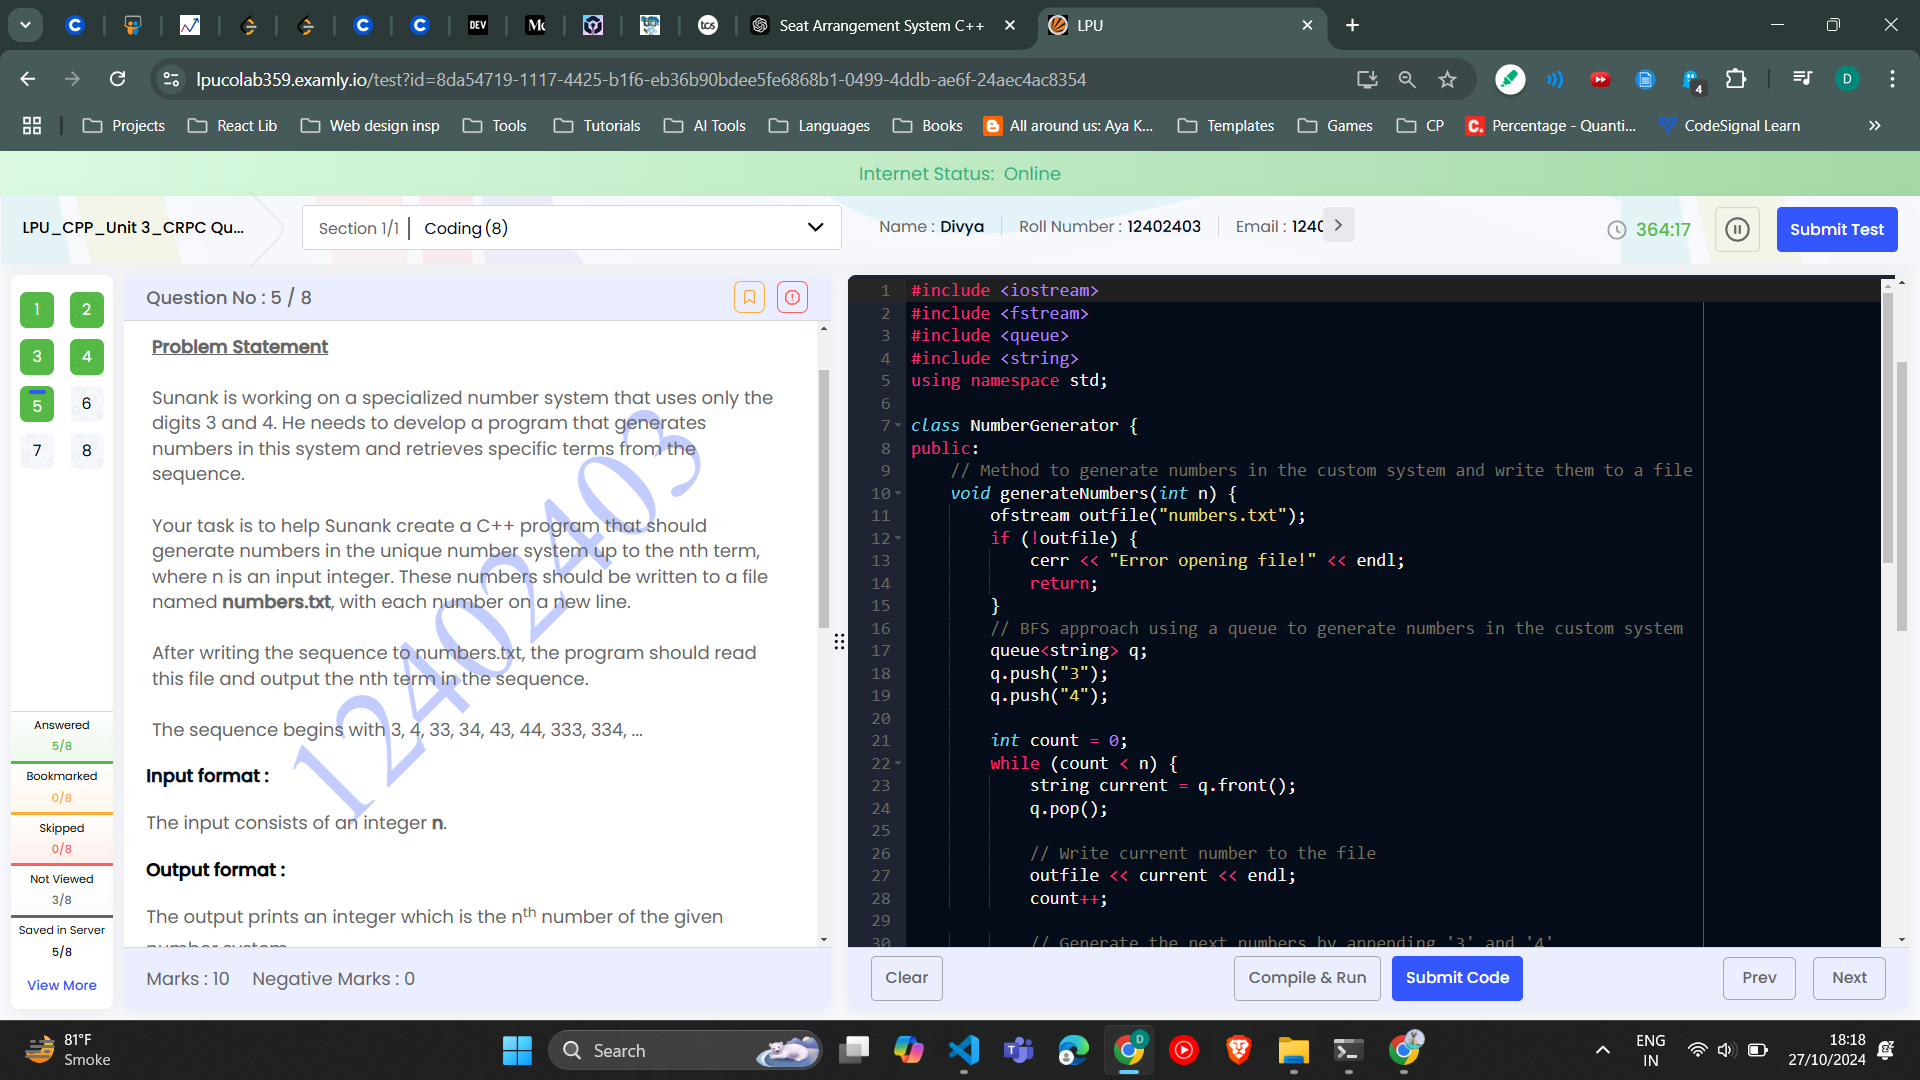 DEV
Mc
tcs
Seat Arrangement System C++
LPU
lpucolab359.examly.io/test?id=8da54719-1117-4425-b1f6-eb36b90bdee5fe6868b1-0499-4ddb-ae6f-24aec4ac8354
4
D
Projects
React Lib
Web design insp
Tools
Tutorials
AI Tools
Languages
Books
All around us: Aya K...
Templates
Games
CP
Percentage - Quanti...
CodeSignal Learn
Internet Status: Online
LPU_CPP_Unit 3_CRPC Qu...
Section 1/1 | Coding (8)
Name : Divya
Roll Number : 12402403
Email : 1240
364:17
Submit Test
1 2
3 4
5 6
7 8
Answered
5/8
Bookmarked
0/8
Skipped
0/8
Not Viewed
3/8
Saved in Server
5/8
View More
Question No : 5 / 8
Problem Statement
Sunank is working on a specialized number system that uses only the
digits 3 and 4. He needs to develop a program that generates
numbers in this system and retrieves specific terms from the
sequence.
Your task is to help Sunank create a C++ program that should
generate numbers in the unique number system up to the nth term,
where n is an input integer. These numbers should be written to a file
named numbers.txt, with each number on a new line.
After writing the sequence to numbers.txt, the program should read
this file and output the nth term in the sequence.
The sequence begins with 3, 4, 33, 34, 43, 44, 333, 334, ...
Input format :
The input consists of an integer n.
Output format :
The output prints an integer which is the nth number of the given
number system
12402403
Marks : 10 Negative Marks : 0
1 #include <iostream>
2 #include <fstream>
3 #include <queue>
4 #include <string>
5 using namespace std;
6
7 class NumberGenerator {
8 public:
9 // Method to generate numbers in the custom system and write them to a file
10 void generateNumbers(int n) {
11 ofstream outfile("numbers.txt");
12 if (!outfile) {
13 cerr << "Error opening file!" << endl;
14 return;
15 }
16 // BFS approach using a queue to generate numbers in the custom system
17 queue<string> q;
18 q.push("3");
19 q.push("4");
20
21 int count = 0;
22 while (count < n) {
23 string current = q.front();
24 q.pop();
25
26 // Write current number to the file
27 outfile << current << endl;
28 count++;
29
30 // Generate the next numbers by appending '3' and '4'
Clear
Compile & Run
Submit Code
Prev
Next
81°F
Smoke
Search
D
ENG
IN
18:18
27/10/2024